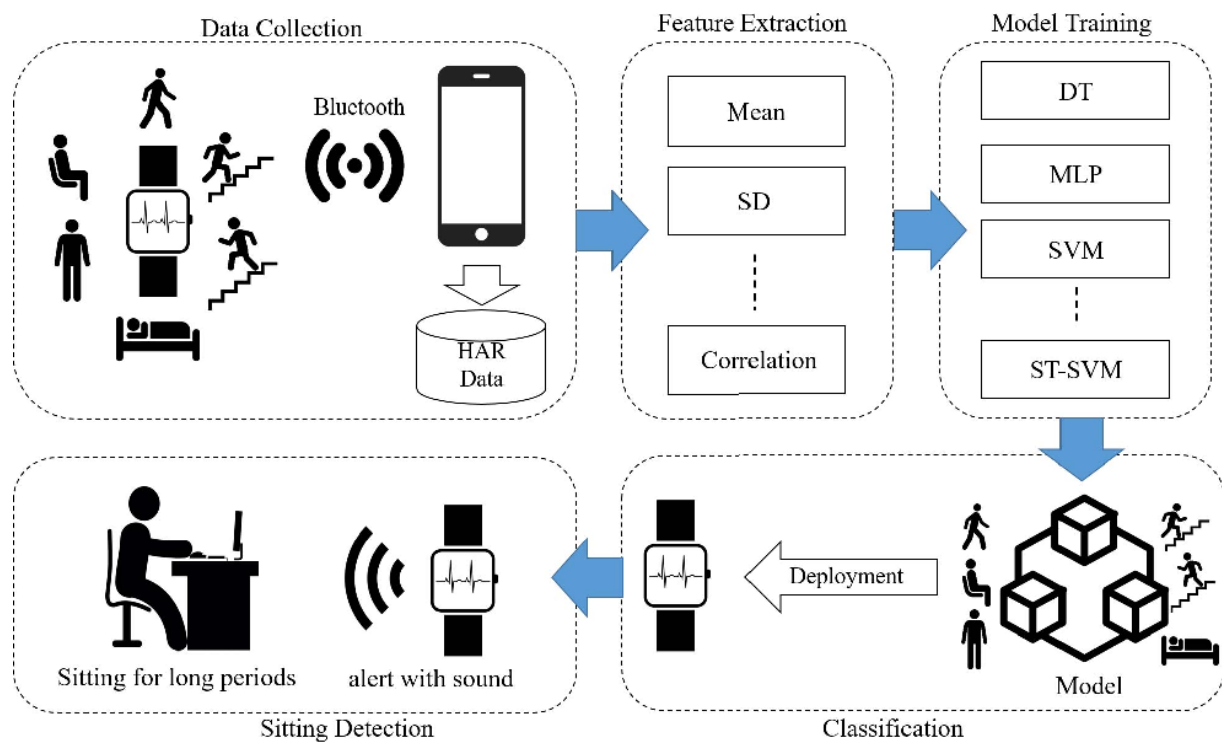 Data Collection
Feature Extraction
Model Training
Bluetooth
HAR
Data
Mean
SD
Correlation
DT
MLP
SVM
ST-SVM
Sitting for long periods
alert with sound
Deployment
Model
Sitting Detection
Classification